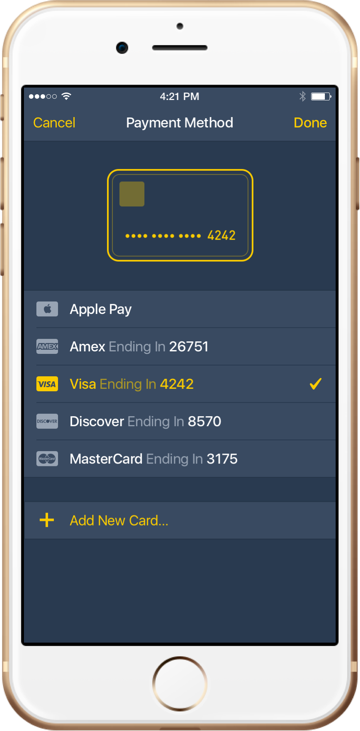 4:21 PM
Cancel Payment Method Done
•••• •••• •••• 4242
Apple Pay
AMEX Amex Ending In 26751
VISA Visa Ending In 4242
DISCOVER Discover Ending In 8570
MasterCard Ending In 3175
+ Add New Card...